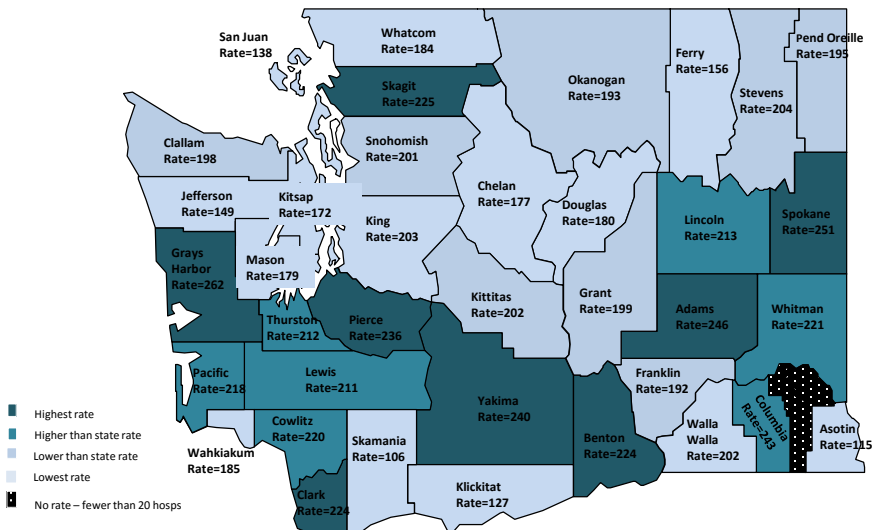 San Juan
Rate=138
Whatcom
Rate=184
Skagit
Rate=225
Okanogan
Rate=193
Ferry
Rate=156
Pend Oreille
Rate=195
Stevens
Rate=204
Clallam
Rate=198
Snohomish
Rate=201
Jefferson
Rate=149
Kitsap
Rate=172
King
Rate=203
Chelan
Rate=177
Douglas
Rate=180
Lincoln
Rate=213
Spokane
Rate=251
Grays
Harbor
Rate=262
Mason
Rate=179
Kittitas
Rate=202
Grant
Rate=199
Adams
Rate=246
Whitman
Rate=221
Thurston
Rate=212
Pierce
Rate=236
Pacific
Rate=218
Lewis
Rate=211
Yakima
Rate=240
Franklin
Rate=192
Benton
Rate=224
Walla
Walla
Rate=202
Columbia
Rate=243
Asotin
Rate=115
Cowlitz
Rate=220
Wahkiakum
Rate=185
Skamania
Rate=106
Clark
Rate=224
Klickitat
Rate=127
Highest rate
Higher than state rate
Lower than state rate
Lowest rate
No rate – fewer than 20 hosps